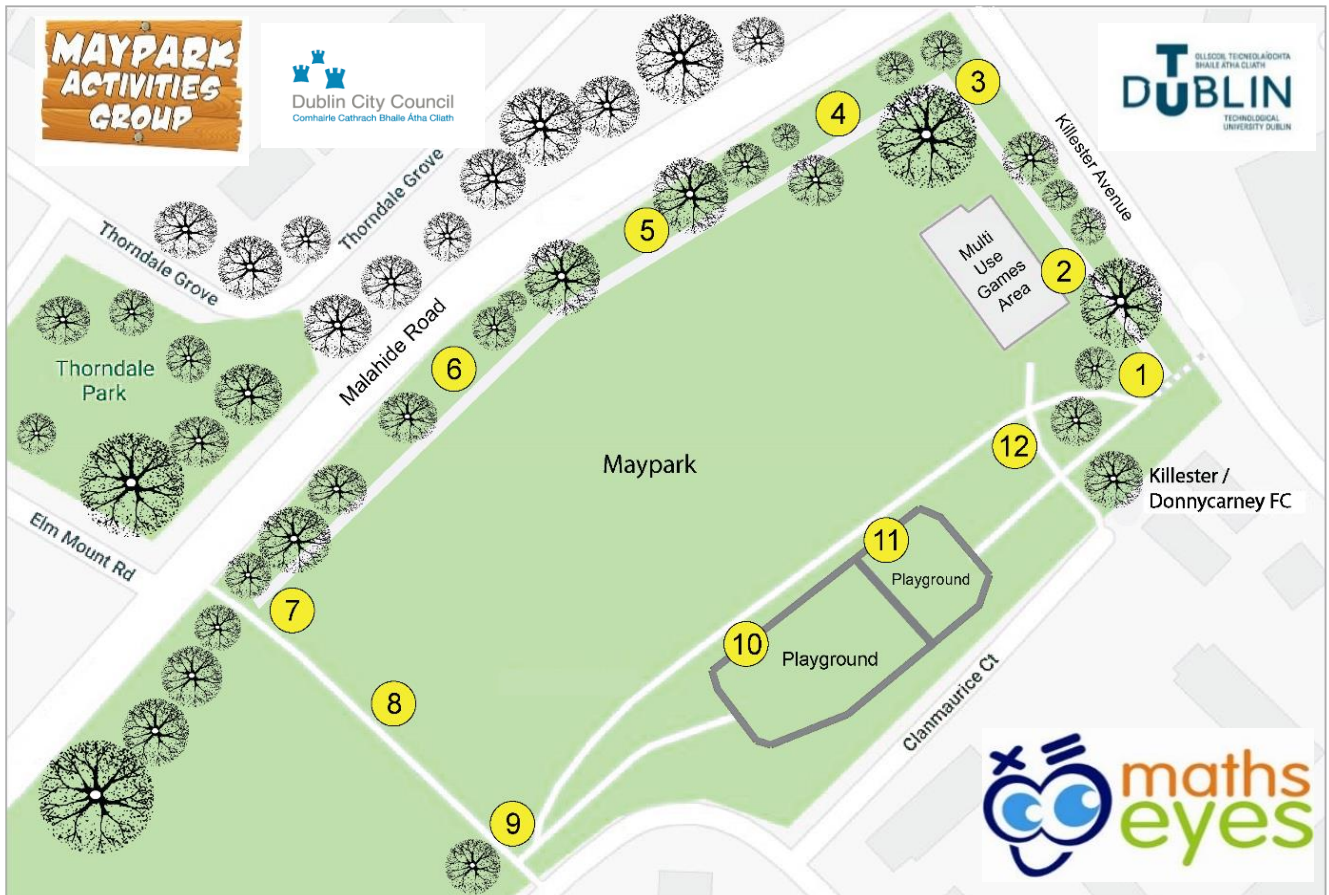 MAYPARK
ACTIVITIES
GROUP
Dublin City Council
Comhairle Cathrach Bhaile Átha Cliath
OLLSCOIL TEICNEOLAÍOCHTA
BHAILE ÁTHA CLIATH
DUBLIN
TECHNOLOGICAL
UNIVERSITY DUBLIN
3
4
Killester Avenue
Thorndale Grove
Thorndale Grove
5
Multi
Use
Games
Area
2
Malahide Road
Thorndale
Park
6
1
12
Maypark
Killester /
Donnycarney FC
Elm Mount Rd
11
Playground
7
10
Playground
8
Clanmaurice Ct
9
maths
eyes